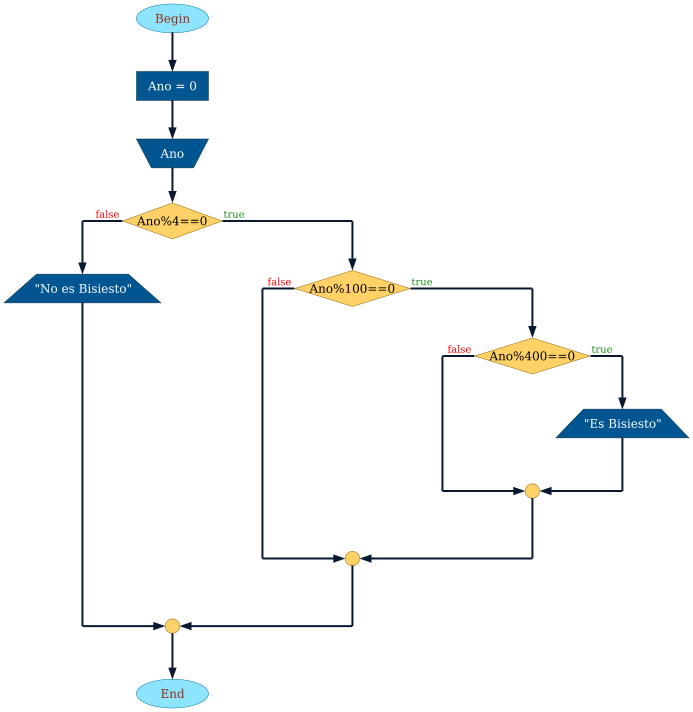 Begin
Ano = 0
Ano
false
Ano%4==0
true
"No es Bisiesto"
false
Ano%100==0
true
false
Ano%400==0
true
"Es Bisiesto"
End